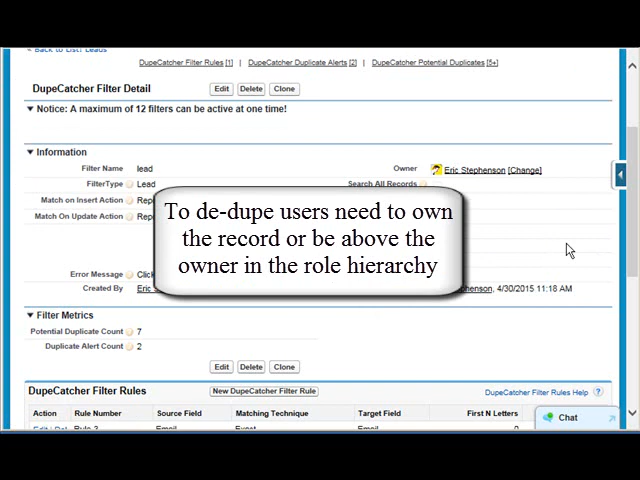 Back to List: Leads
DupeCatcher Filter Rules [1] | DupeCatcher Duplicate Alerts [2] | DupeCatcher Potential Duplicates [5+]
DupeCatcher Filter Detail Edit Delete Clone
Notice: A maximum of 12 filters can be active at one time!
Information
Filter Name lead Owner Eric Stephenson [Change]
FilterType Lead Search All Records
Match on Insert Action
Match On Update Action
To de-dupe users need to own
the record or be above the
owner in the role hierarchy
Error Message
Created By 4/30/2015 11:18 AM
Filter Metrics
Potential Duplicate Count 7
Duplicate Alert Count 2
Edit Delete Clone
DupeCatcher Filter Rules New DupeCatcher Filter Rule DupeCatcher Filter Rules Help ?
Action Rule Number Source Field Matching Technique Target Field First N Letters
Chat